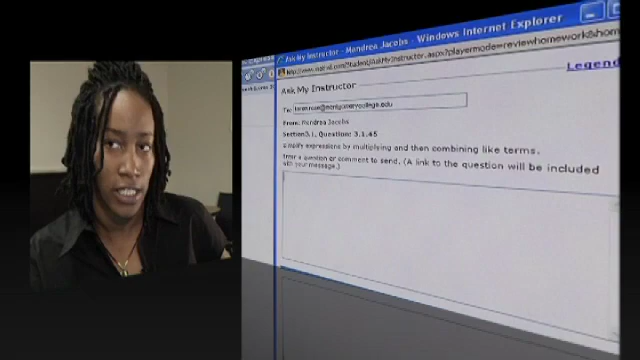 Ask My Instructor - Mondrea Jacobs - Windows Internet Explorer
Legend
Ask My Instructor
To:
From: Mondrea Jacobs
Section 3.1, Question: 3.1.45
Simplify expressions by multiplying and then combining like terms.
Enter a question or comment to send. (A link to the question will be included
with your message.)